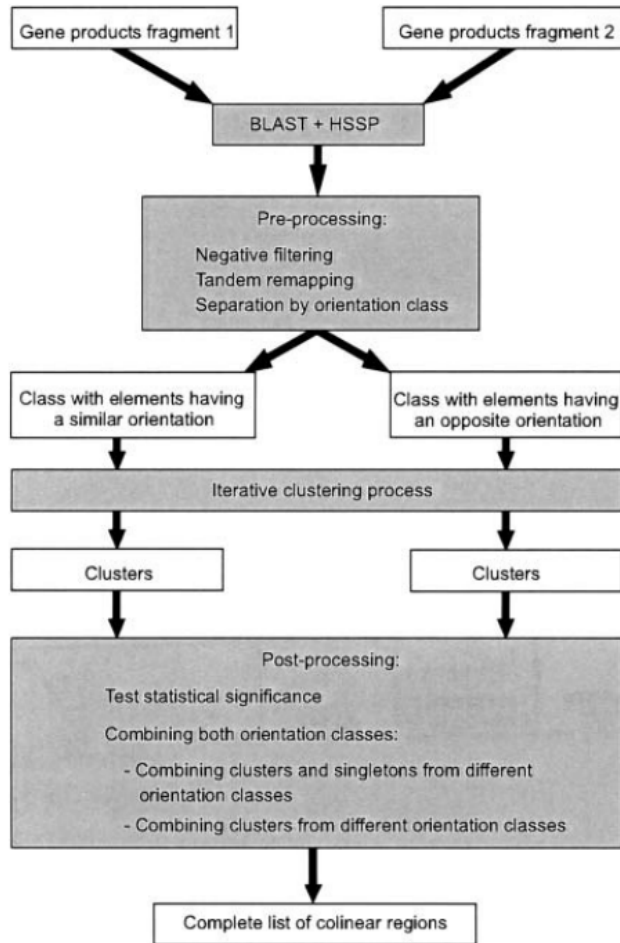 Gene products fragment 1
Gene products fragment 2
BLAST + HSSP
Pre-processing:
Negative filtering
Tandem remapping
Separation by orientation class
Class with elements having
a similar orientation
Class with elements having
an opposite orientation
Iterative clustering process
Clusters
Clusters
Post-processing:
Test statistical significance
Combining both orientation classes:
- Combining clusters and singletons from different
orientation classes
- Combining clusters from different orientation classes
Complete list of colinear regions